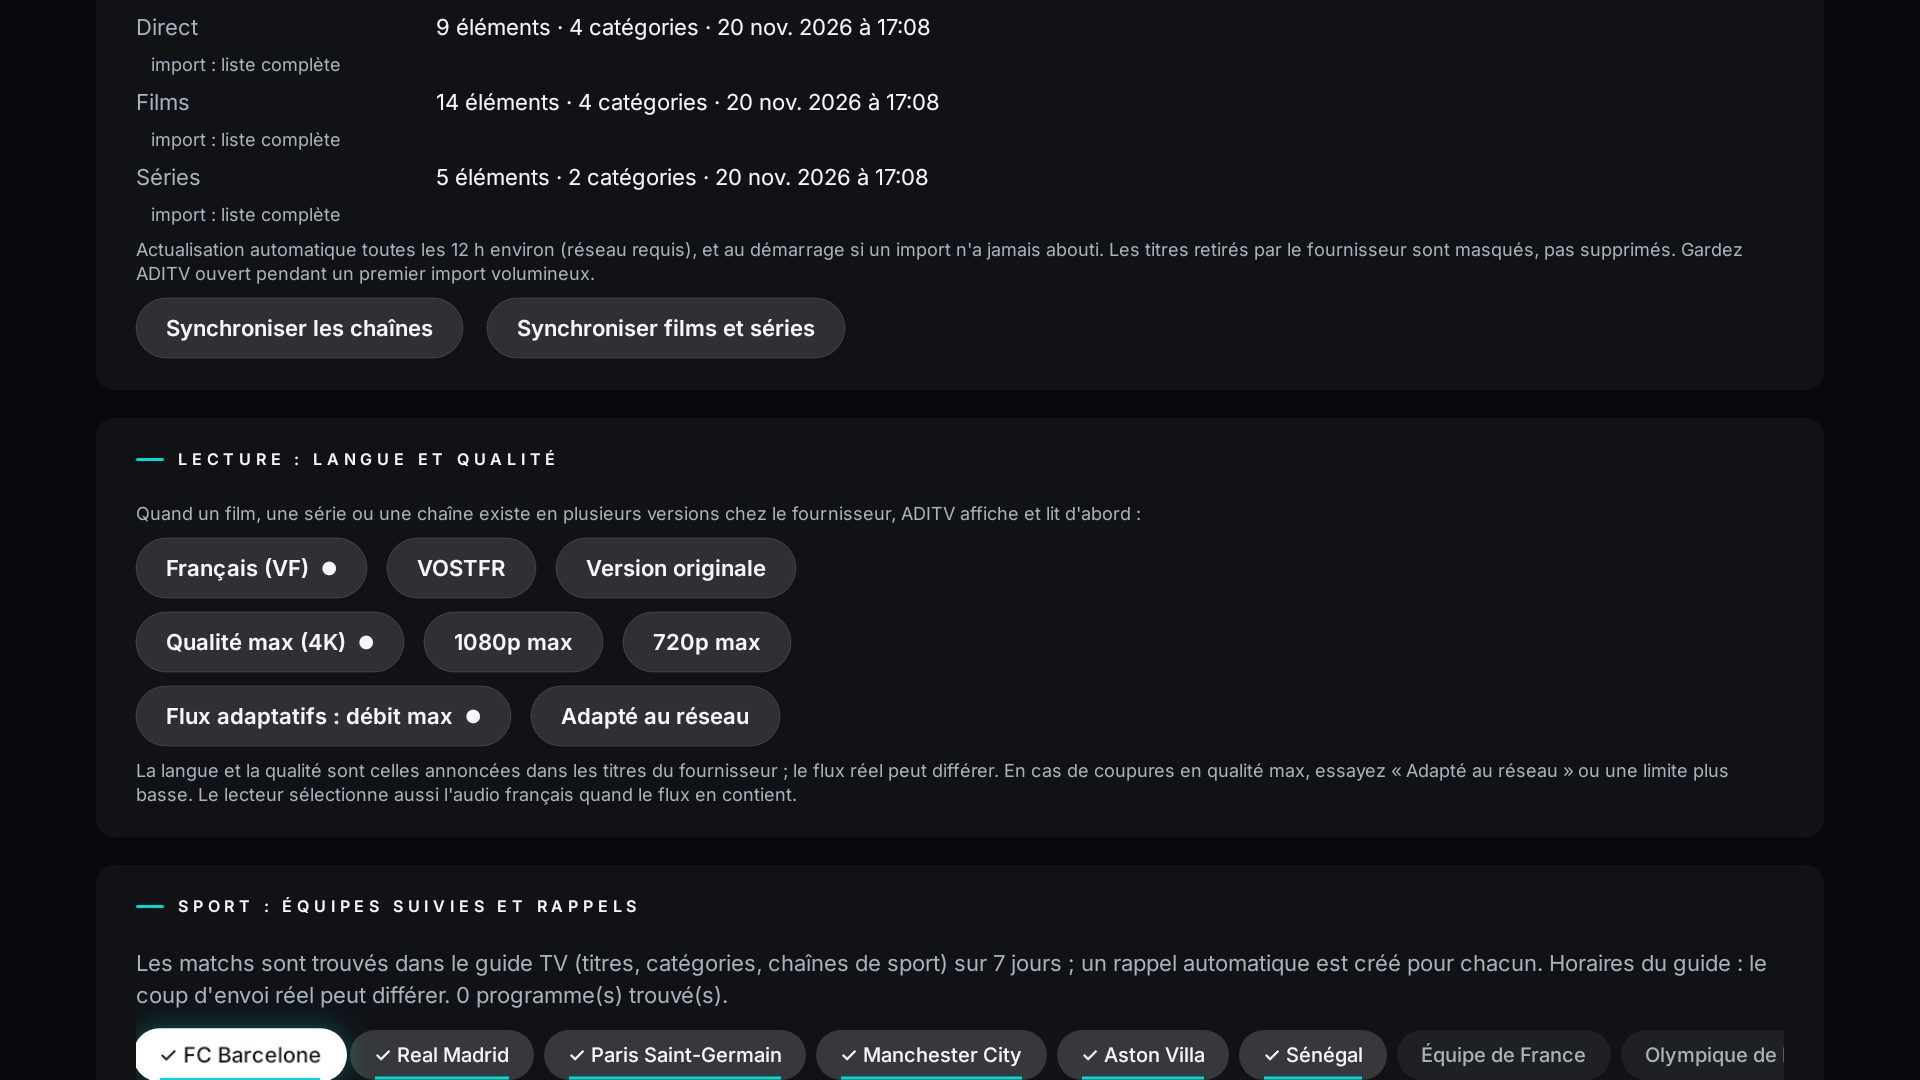 Direct
9 éléments · 4 catégories · 20 nov. 2026 à 17:08
import : liste complète
Films
14 éléments · 4 catégories · 20 nov. 2026 à 17:08
import : liste complète
Séries
5 éléments · 2 catégories · 20 nov. 2026 à 17:08
import : liste complète
Actualisation automatique toutes les 12 h environ (réseau requis), et au démarrage si un import n'a jamais abouti. Les titres retirés par le fournisseur sont masqués, pas supprimés. Gardez
ADITV ouvert pendant un premier import volumineux.
Synchroniser les chaînes
Synchroniser films et séries
LECTURE : LANGUE ET QUALITÉ
Quand un film, une série ou une chaîne existe en plusieurs versions chez le fournisseur, ADITV affiche et lit d'abord :
Français (VF) ●
VOSTFR
Version originale
Qualité max (4K) ●
1080p max
720p max
Flux adaptatifs : débit max ●
Adapté au réseau
La langue et la qualité sont celles annoncées dans les titres du fournisseur ; le flux réel peut différer. En cas de coupures en qualité max, essayez « Adapté au réseau » ou une limite plus
basse. Le lecteur sélectionne aussi l'audio français quand le flux en contient.
SPORT : ÉQUIPES SUIVIES ET RAPPELS
Les matchs sont trouvés dans le guide TV (titres, catégories, chaînes de sport) sur 7 jours ; un rappel automatique est créé pour chacun. Horaires du guide : le
coup d'envoi réel peut différer. 0 programme(s) trouvé(s).
✓ FC Barcelone
✓ Real Madrid
✓ Paris Saint-Germain
✓ Manchester City
✓ Aston Villa
✓ Sénégal
Équipe de France
Olympique de